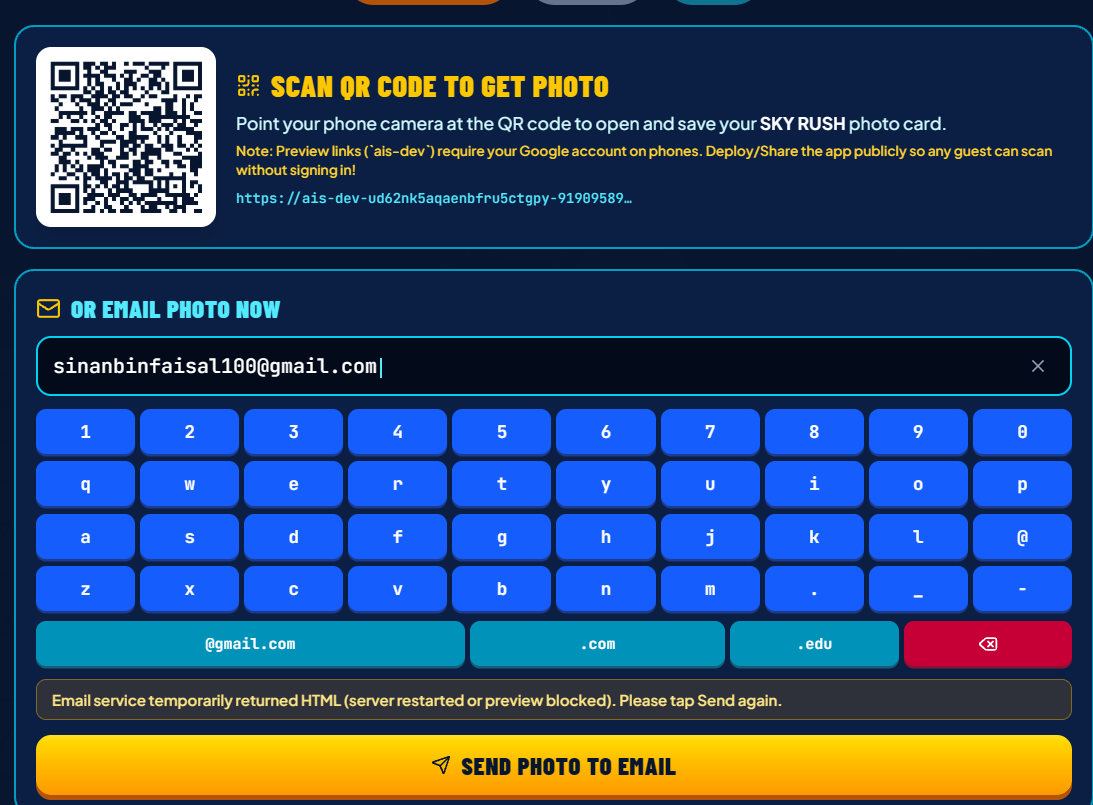 SCAN QR CODE TO GET PHOTO
Point your phone camera at the QR code to open and save your SKY RUSH photo card.
Note: Preview links (`ais-dev`) require your Google account on phones. Deploy/Share the app publicly so any guest can scan
without signing in!
https://ais-dev-ud62nk5aqaenbfru5ctgpy-91909589…
OR EMAIL PHOTO NOW
sinanbinfaisal100@gmail.com
1 2 3 4 5 6 7 8 9 0
q w e r t y u i o p
a s d f g h j k l @
z x c v b n m . _ -
@gmail.com .com .edu
Email service temporarily returned HTML (server restarted or preview blocked). Please tap Send again.
SEND PHOTO TO EMAIL